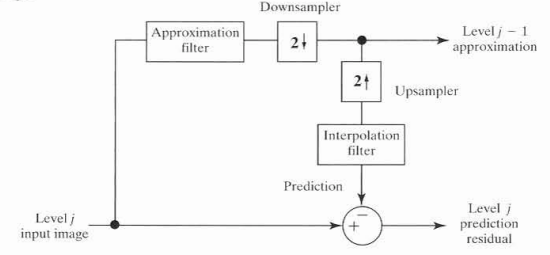 Downsampler
Approximation
filter
2↓
Level j − 1
approximation
2↑
Upsampler
Interpolation
filter
Prediction
−
+
Level j
input image
Level j
prediction
residual